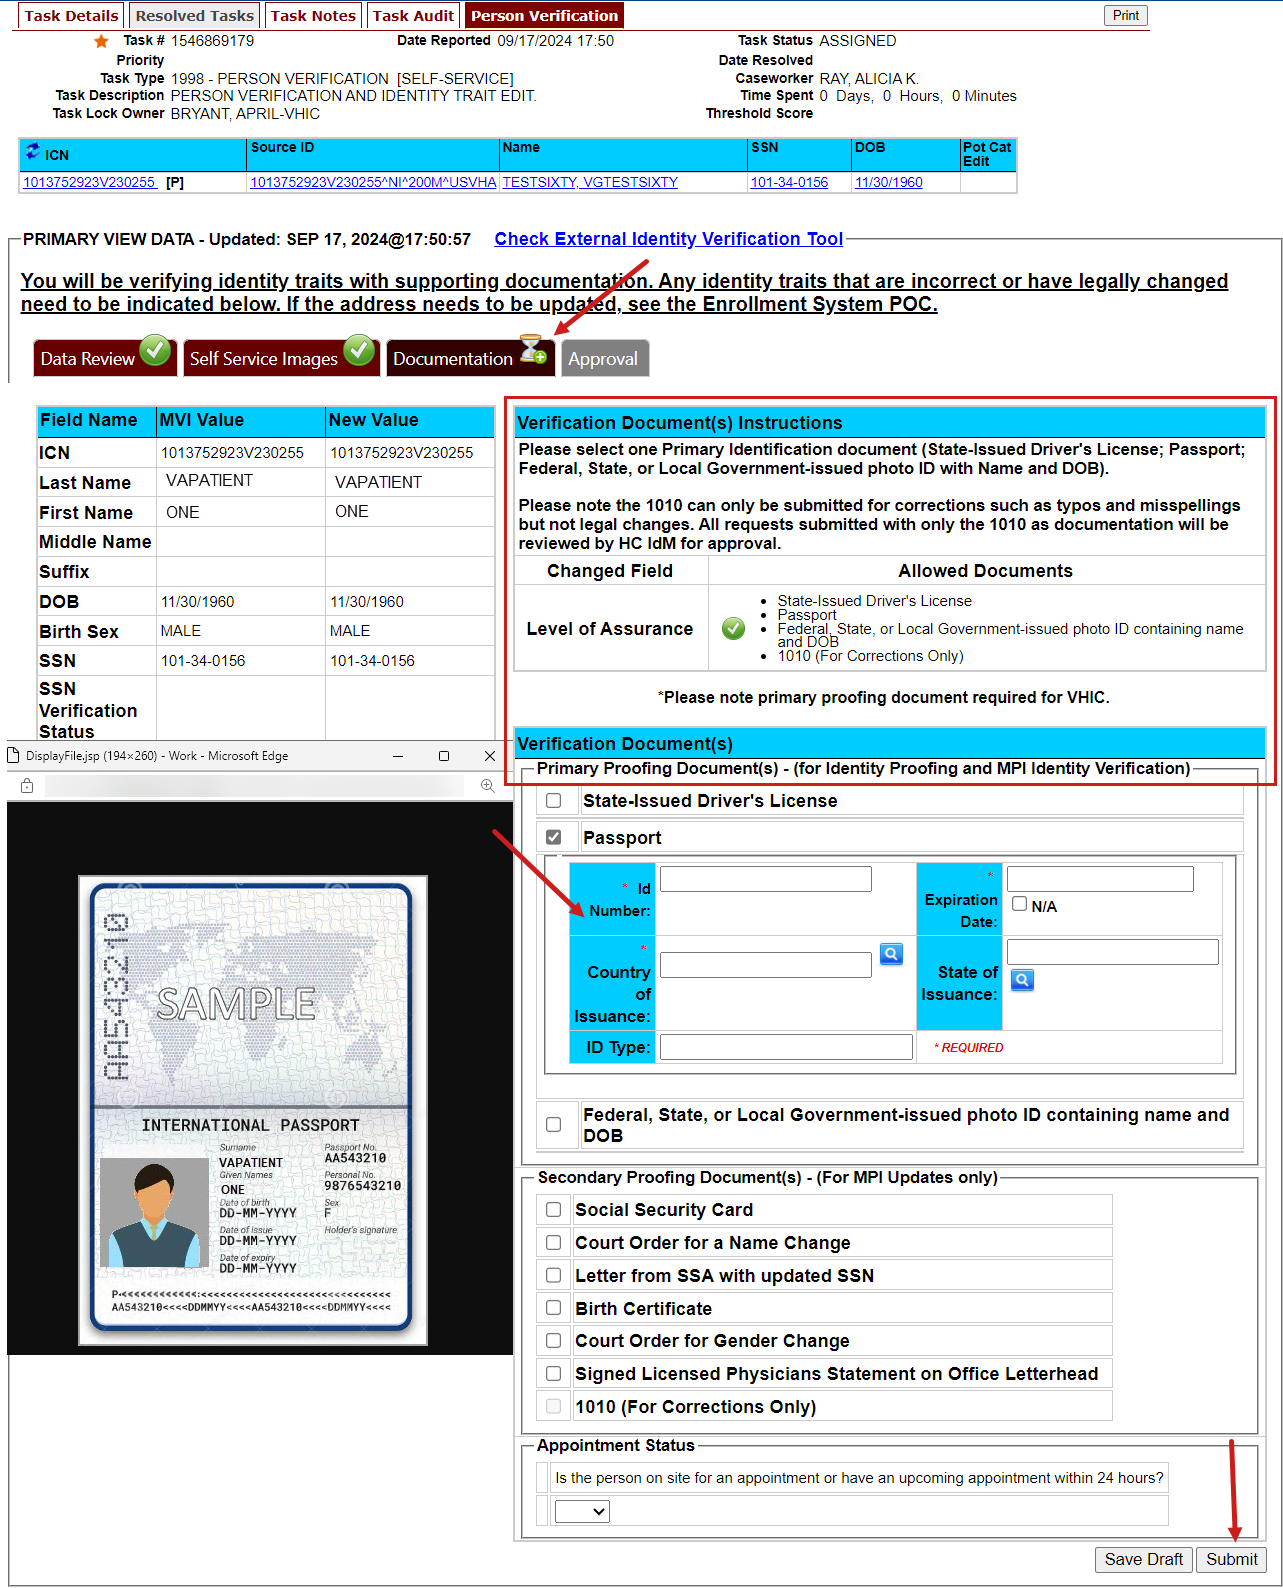 Task Details Resolved Tasks Task Notes Task Audit Person Verification Print
Task # 1546869179 Date Reported 09/17/2024 17:50 Task Status ASSIGNED
Priority Date Resolved
Task Type 1998 - PERSON VERIFICATION [SELF-SERVICE] Caseworker RAY, ALICIA K.
Task Description PERSON VERIFICATION AND IDENTITY TRAIT EDIT. Time Spent 0 Days, 0 Hours, 0 Minutes
Task Lock Owner BRYANT, APRIL-VHIC Threshold Score
ICN Source ID Name SSN DOB Pot Cat
Edit
1013752923V230255 [P] 1013752923V230255^NI^200M^USVHA TESTSIXTY, VGTESTSIXTY 101-34-0156 11/30/1960
PRIMARY VIEW DATA - Updated: SEP 17, 2024@17:50:57 Check External Identity Verification Tool
You will be verifying identity traits with supporting documentation. Any identity traits that are incorrect or have legally changed
need to be indicated below. If the address needs to be updated, see the Enrollment System POC.
Data Review Self Service Images Documentation Approval
Field Name MVI Value New Value
ICN 1013752923V230255 1013752923V230255
Last Name VAPATIENT VAPATIENT
First Name ONE ONE
Middle Name
Suffix
DOB 11/30/1960 11/30/1960
Birth Sex MALE MALE
SSN 101-34-0156 101-34-0156
SSN
Verification
Status
Verification Document(s) Instructions
Please select one Primary Identification document (State-Issued Driver's License; Passport;
Federal, State, or Local Government-issued photo ID with Name and DOB).
Please note the 1010 can only be submitted for corrections such as typos and misspellings
but not legal changes. All requests submitted with only the 1010 as documentation will be
reviewed by HC IdM for approval.
Changed Field Allowed Documents
Level of Assurance
• State-Issued Driver's License
• Passport
• Federal, State, or Local Government-issued photo ID containing name
and DOB
• 1010 (For Corrections Only)
*Please note primary proofing document required for VHIC.
DisplayFile.jsp (194×260) - Work - Microsoft Edge
AA543210
SAMPLE
INTERNATIONAL PASSPORT
Surname Passport No.
VAPATIENT AA543210
Given Names Personal No.
ONE 9876543210
Date of birth Sex
DD-MM-YYYY F
Date of issue Holder's signature
DD-MM-YYYY
Date of expiry
DD-MM-YYYY
P<<<<<<<<<<<<<:<<<<<<<<<<<<<<<<<<<<<<<<<<<<<
AA543210<<<<DDMMYY<<<<AA543210<<<<DDMMYY<<<<
Verification Document(s)
Primary Proofing Document(s) - (for Identity Proofing and MPI Identity Verification)
State-Issued Driver's License
Passport
* Id
Number:
*
Expiration
Date:
N/A
*
Country
of
Issuance:
State of
Issuance:
ID Type: * REQUIRED
Federal, State, or Local Government-issued photo ID containing name and
DOB
Secondary Proofing Document(s) - (For MPI Updates only)
Social Security Card
Court Order for a Name Change
Letter from SSA with updated SSN
Birth Certificate
Court Order for Gender Change
Signed Licensed Physicians Statement on Office Letterhead
1010 (For Corrections Only)
Appointment Status
Is the person on site for an appointment or have an upcoming appointment within 24 hours?
Save Draft Submit